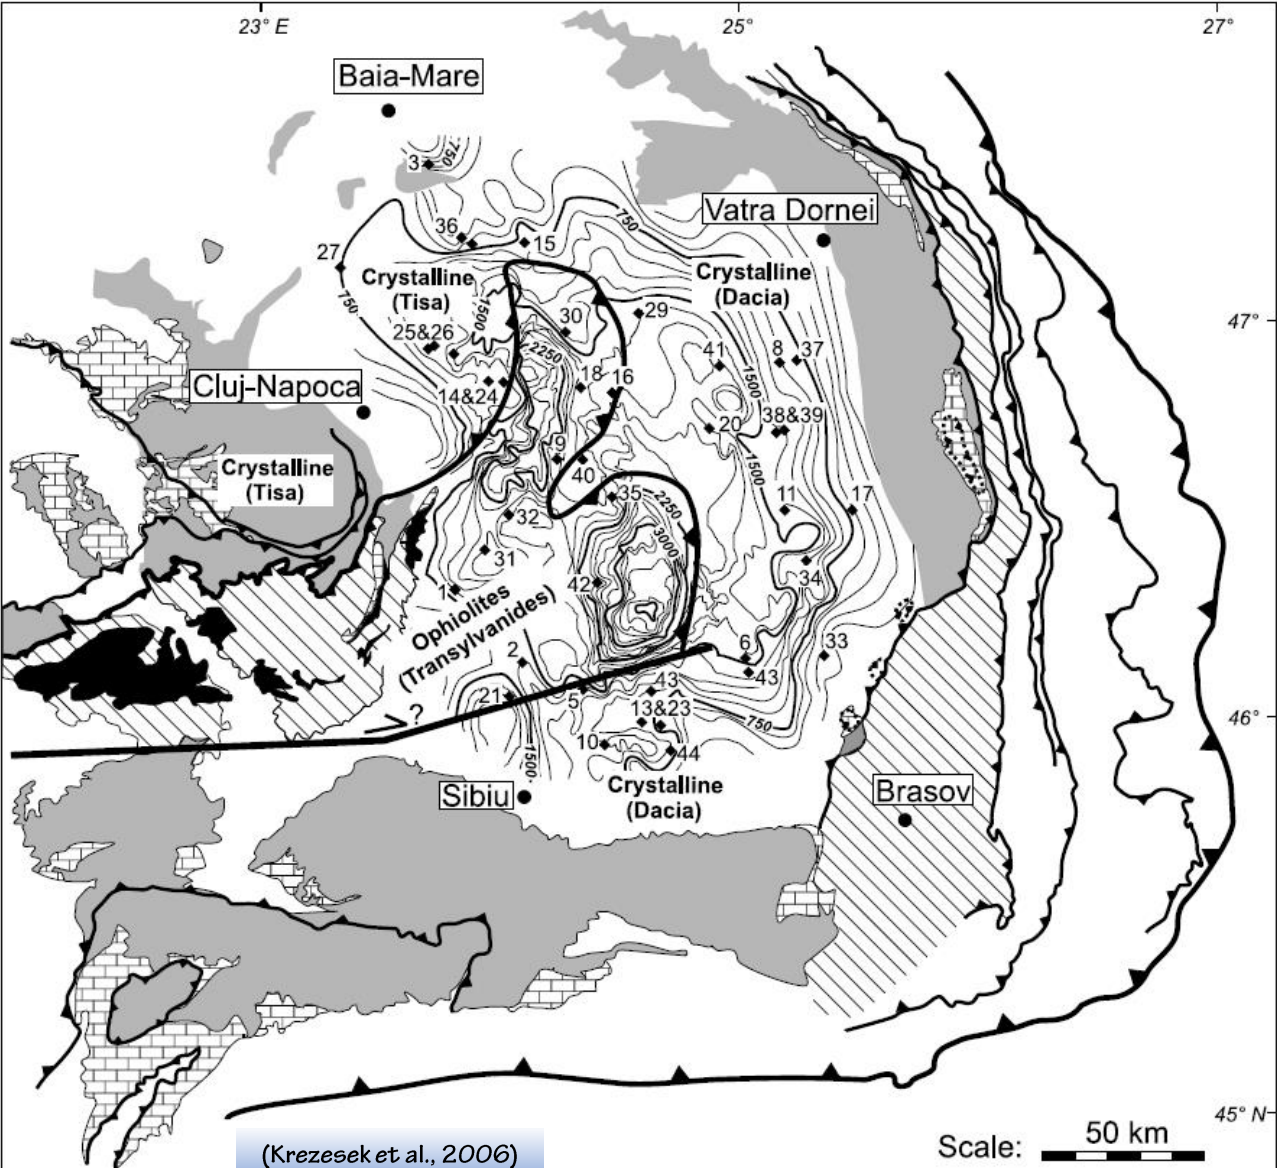 23° E
25°
27°
Baia-Mare
3
750
Vatra Dornei
750
36
15
27
Crystalline
(Tisa)
Crystalline
(Dacia)
750
1500
30
29
47°
25&26
2250
41
8
37
18
16
1500
Cluj-Napoca
14&24
20
38&39
9
40
1500
Crystalline
(Tisa)
35
2250
11
17
32
3000
31
34
42
1
Ophiolites
(Transylvanides)
2
6
33
43
43
21
5
13&23
750
46°
?
10
44
1500
Crystalline
(Dacia)
Sibiu
Brasov
45° N
(Krezesek et al., 2006)
Scale:
50 km